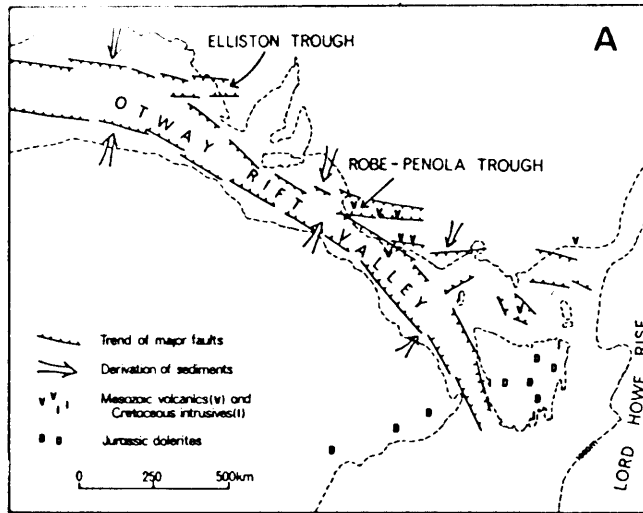 A
ELLISTON TROUGH
OTWAY RIFT VALLEY
ROBE-PENOLA TROUGH
LORD HOWE RISE
Trend of major faults
Derivation of sediments
Mesozoic volcanics(v) and
Cretaceous intrusives(I)
Jurassic dolerites
0 250 500km